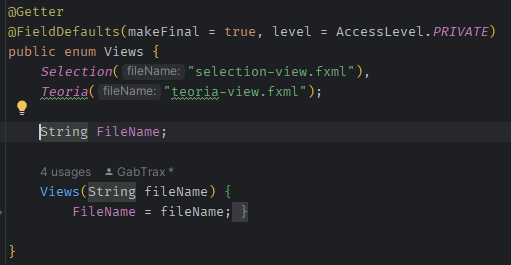 @Getter
@FieldDefaults(makeFinal = true, level = AccessLevel.PRIVATE)
public enum Views {
    Selection( fileName: "selection-view.fxml"),
    Teoria( fileName: "teoria-view.fxml");
    String FileName;
    4 usages GabTrax *
    Views(String fileName) {
        FileName = fileName; }
}